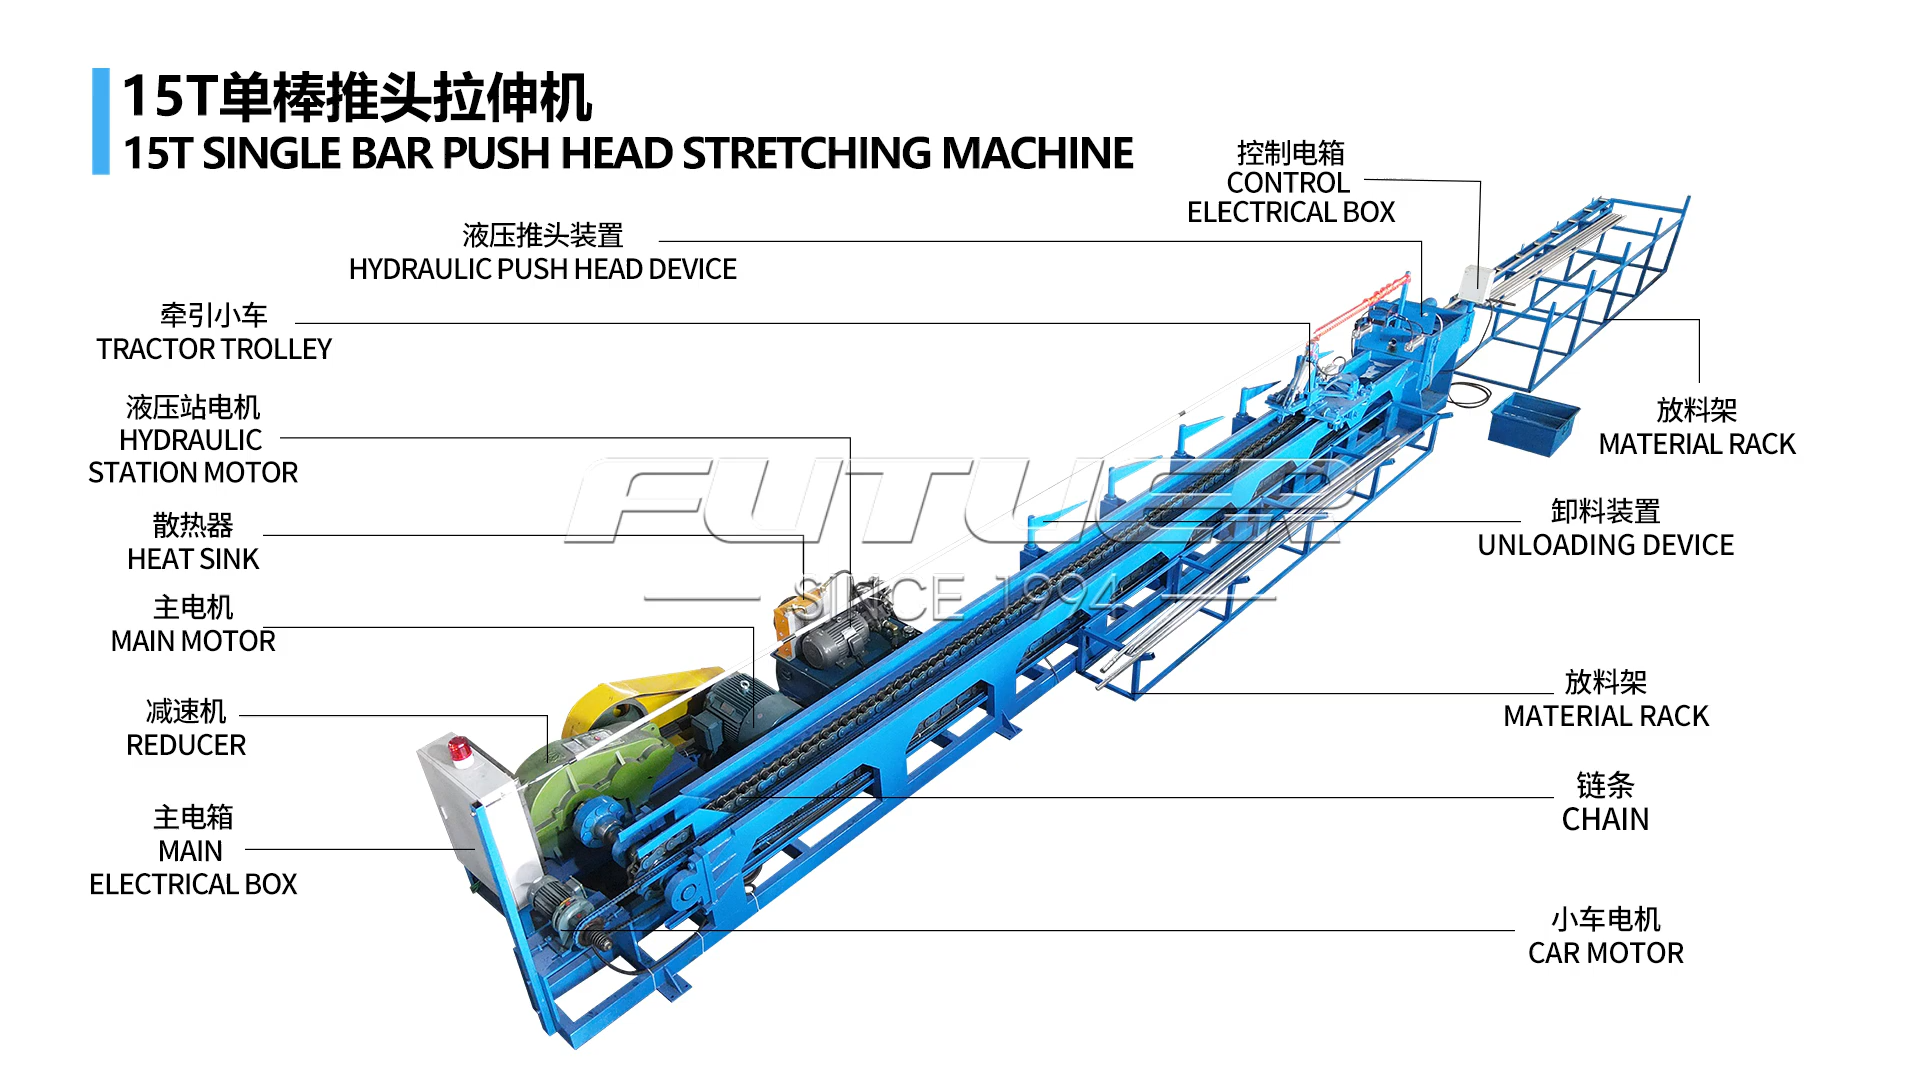 15T单棒推头拉伸机
15T SINGLE BAR PUSH HEAD STRETCHING MACHINE
控制电箱
CONTROL
ELECTRICAL BOX
液压推头装置
HYDRAULIC PUSH HEAD DEVICE
牵引小车
TRACTOR TROLLEY
液压站电机
HYDRAULIC
STATION MOTOR
散热器
HEAT SINK
主电机
MAIN MOTOR
减速机
REDUCER
主电箱
MAIN
ELECTRICAL BOX
放料架
MATERIAL RACK
卸料装置
UNLOADING DEVICE
放料架
MATERIAL RACK
链条
CHAIN
小车电机
CAR MOTOR
FUTUER
SINCE 1994